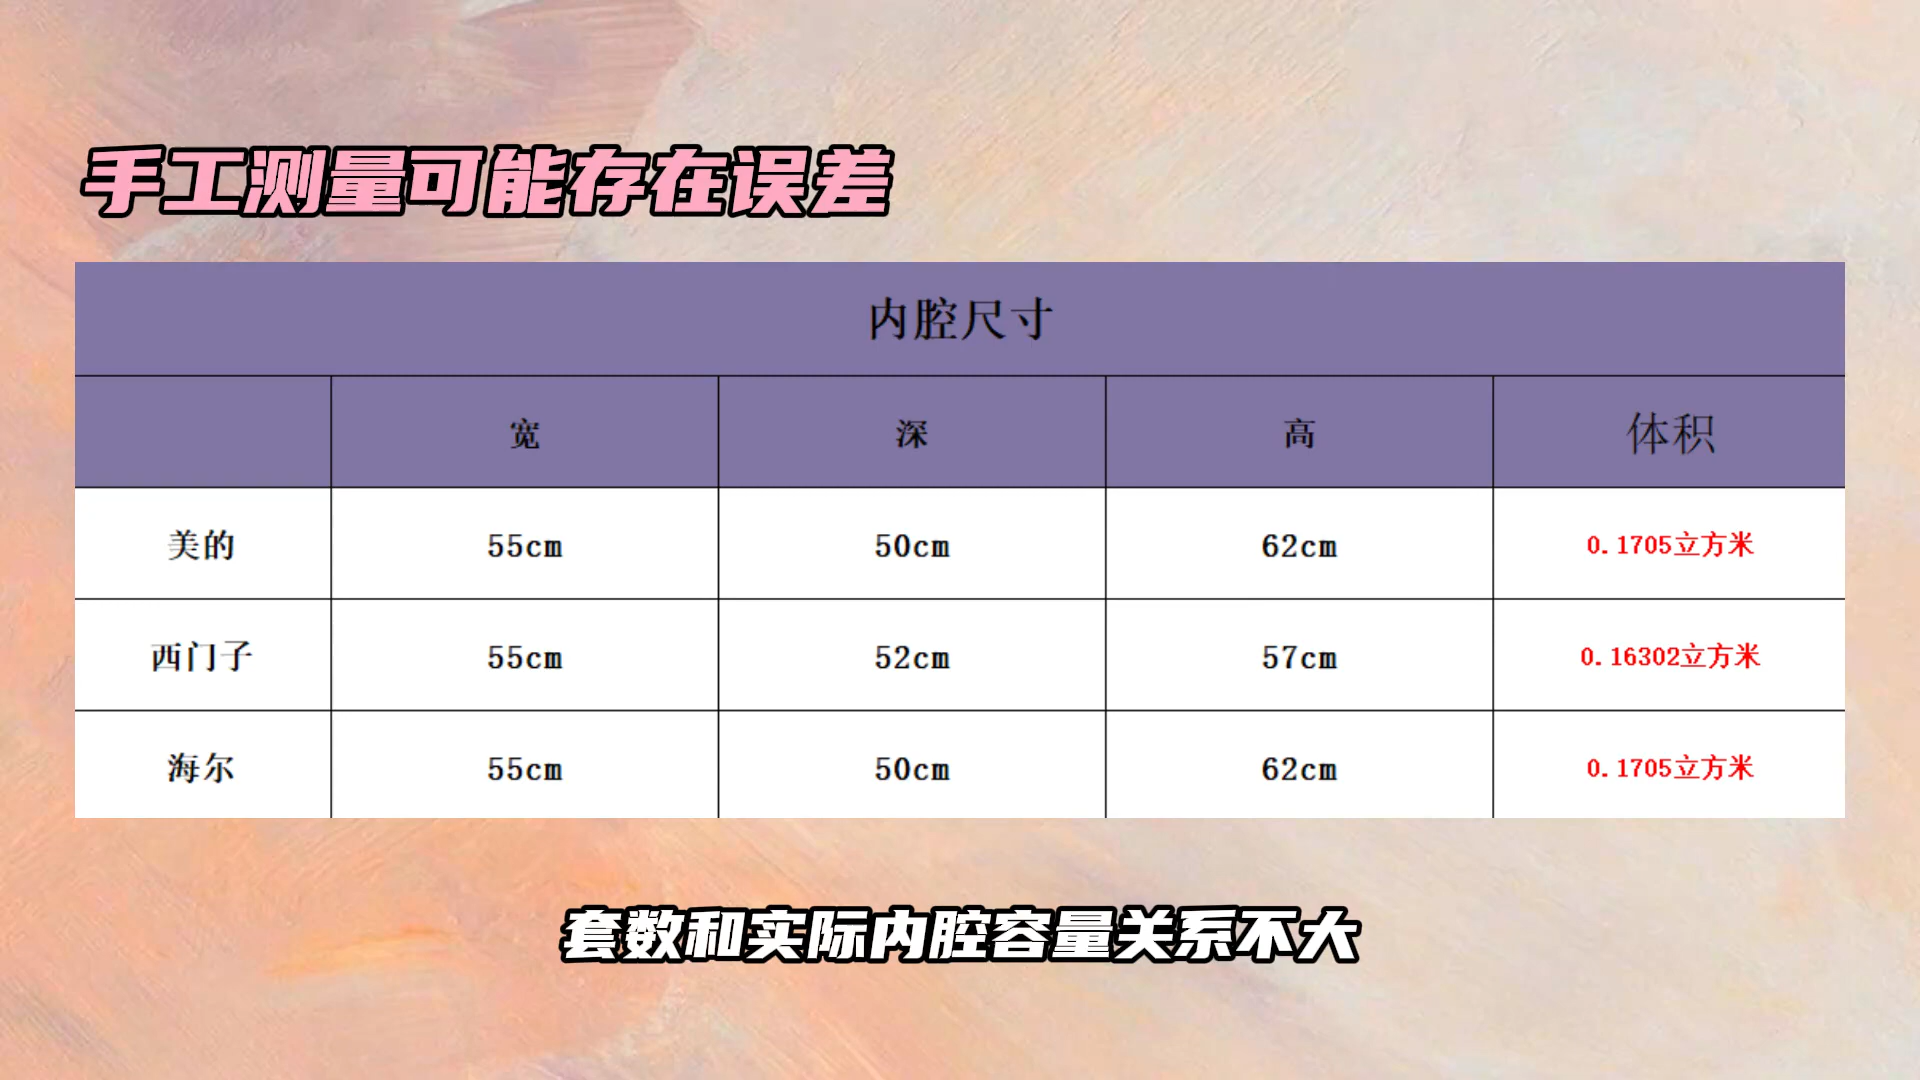 手工测量可能存在误差
内腔尺寸
宽 深 高 体积
美的 55cm 50cm 62cm 0.1705立方米
西门子 55cm 52cm 57cm 0.16302立方米
海尔 55cm 50cm 62cm 0.1705立方米
套数和实际内腔容量关系不大